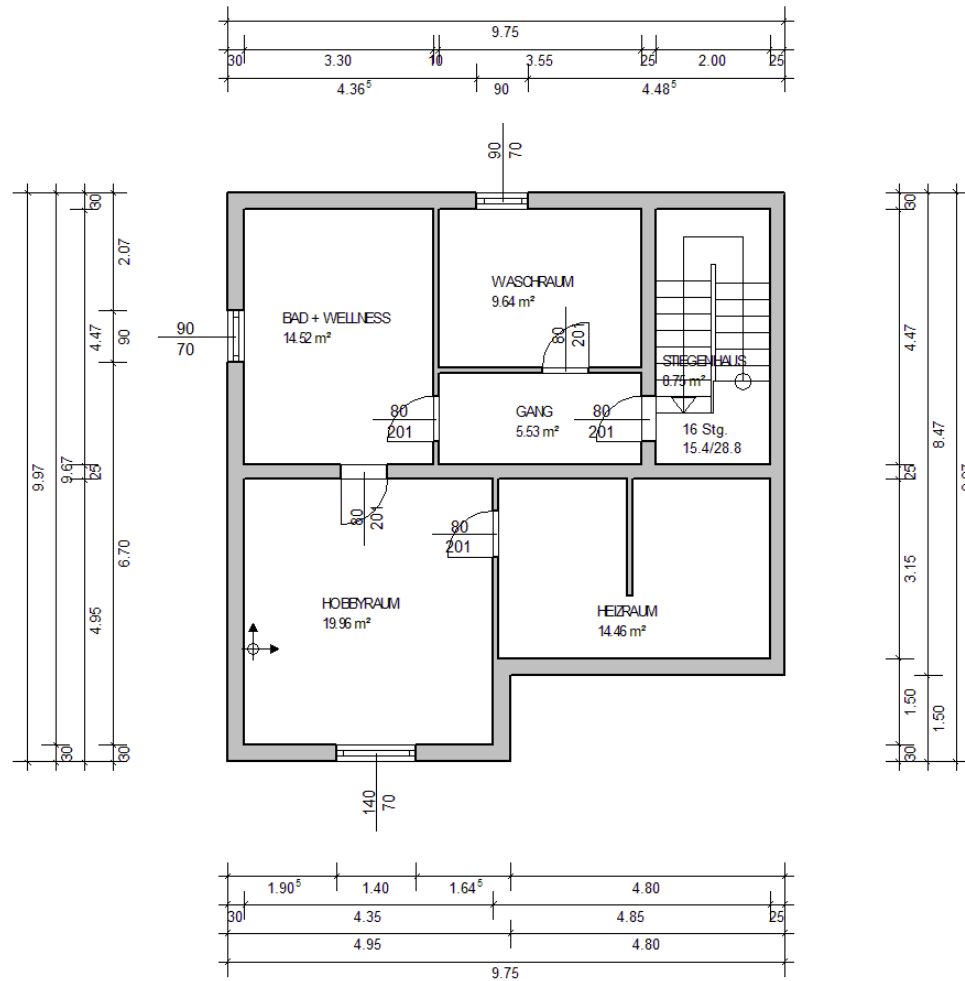 9.75
30 3.30 10 3.55 25 2.00 25
4.36⁵ 90 4.48⁵
90
70
30
2.07
90
4.47
25
9.67
9.97
6.70
4.95
30
30
90
70
BAD + WELLNESS
14.52 m²
WASCHRAUM
9.64 m²
80
201
STIEGENHAUS
8.75 m²
16 Stg.
15.4/28.8
GANG
5.53 m²
80
201
80
201
80
201
80
201
HOBBYRAUM
19.96 m²
HEIZRAUM
14.46 m²
140
70
30
4.47
8.47
25
3.15
1.50
1.50
30
1.90⁵ 1.40 1.64⁵ 4.80
30 4.35 4.85 25
4.95 4.80
9.75